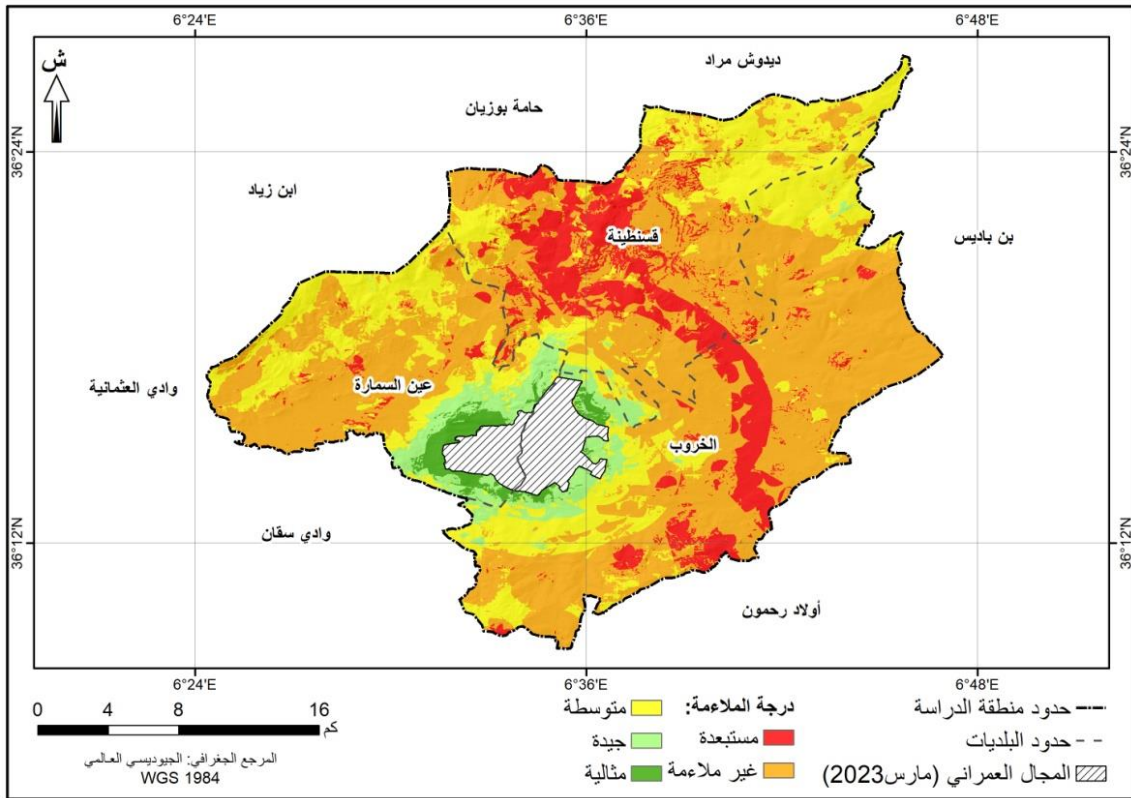 6°24'E
6°36'E
6°48'E
ش
ديدوش مراد
حامة بوزيان
36°24'N
36°24'N
ابن زياد
قسنطينة
بن باديس
وادي العثمانية
عين السمارة
الخروب
وادي سقان
36°12'N
36°12'N
أولاد رحمون
6°24'E
6°36'E
6°48'E
حدود منطقة الدراسة
حدود البلديات
المجال العمراني (مارس2023)
درجة الملاءمة:
مستبعدة
غير ملاءمة
متوسطة
جيدة
مثالية
0 4 8 16
كم
المرجع الجغرافي: الجيوديسي العالمي
WGS 1984